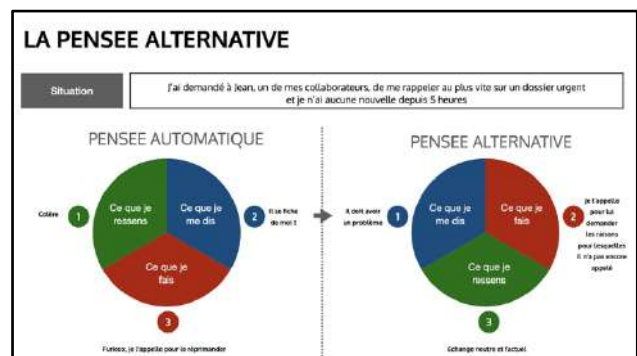 LA PENSEE ALTERNATIVE
Situation
J'ai demandé à Jean, un de mes collaborateurs, de me rappeler au plus vite sur un dossier urgent
et je n'ai aucune nouvelle depuis 5 heures
PENSEE AUTOMATIQUE
Colère
1
Ce que je
ressens
Ce que je
me dis
2
Il se fiche
de moi !
Ce que je
fais
3
Furieux, je l'appelle pour le réprimander
PENSEE ALTERNATIVE
Il doit avoir
un problème
1
Ce que je
me dis
Ce que je
fais
2
je l'appelle
pour lui
demander
les raisons
pour lesquelles
il n'a pas encore
appelé
Ce que je
ressens
3
Echange neutre et factuel